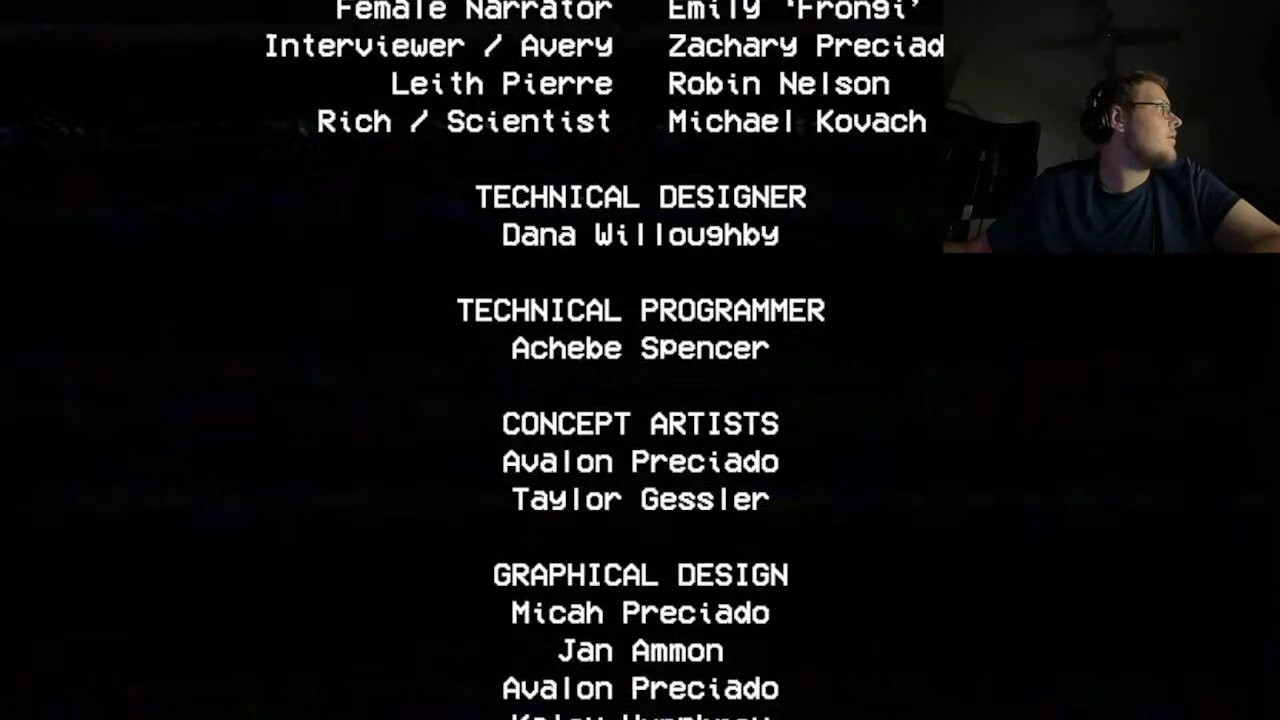 Female Narrator Emily 'Frongi'
Interviewer / Avery Zachary Preciad
Leith Pierre Robin Nelson
Rich / Scientist Michael Kovach
TECHNICAL DESIGNER
Dana Willoughby
TECHNICAL PROGRAMMER
Achebe Spencer
CONCEPT ARTISTS
Avalon Preciado
Taylor Gessler
GRAPHICAL DESIGN
Micah Preciado
Jan Ammon
Avalon Preciado